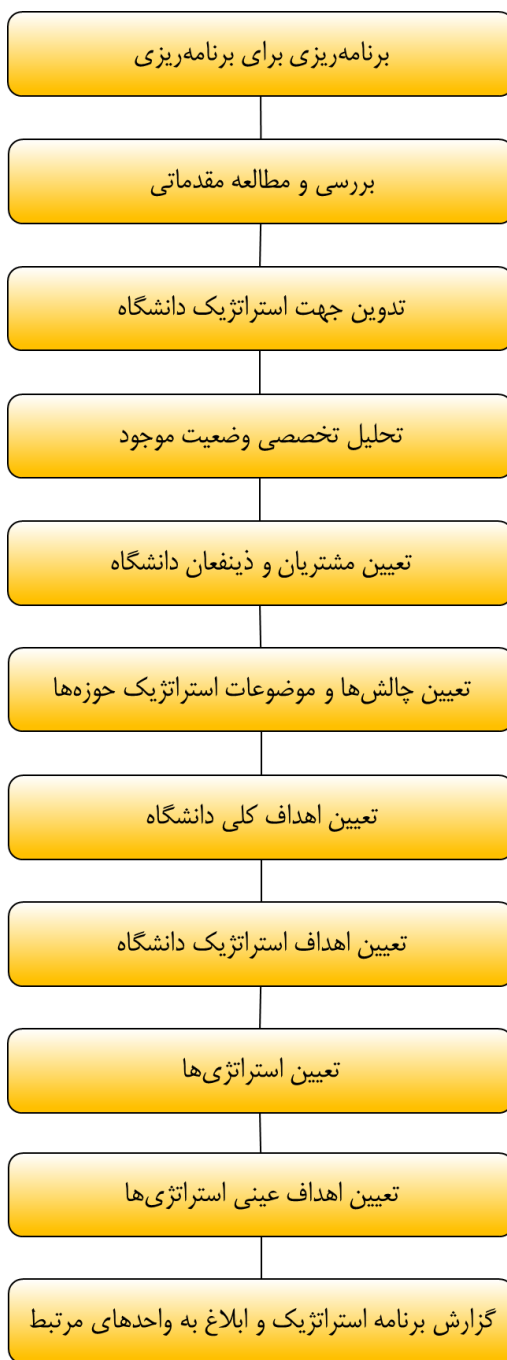 برنامه‌ریزی برای برنامه‌ریزی
بررسی و مطالعه مقدماتی
تدوین جهت استراتژیک دانشگاه
تحلیل تخصصی وضعیت موجود
تعیین مشتریان و ذینفعان دانشگاه
تعیین چالش‌ها و موضوعات استراتژیک حوزه‌ها
تعیین اهداف کلی دانشگاه
تعیین اهداف استراتژیک دانشگاه
تعیین استراتژی‌ها
تعیین اهداف عینی استراتژی‌ها
گزارش برنامه استراتژیک و ابلاغ به واحدهای مرتبط